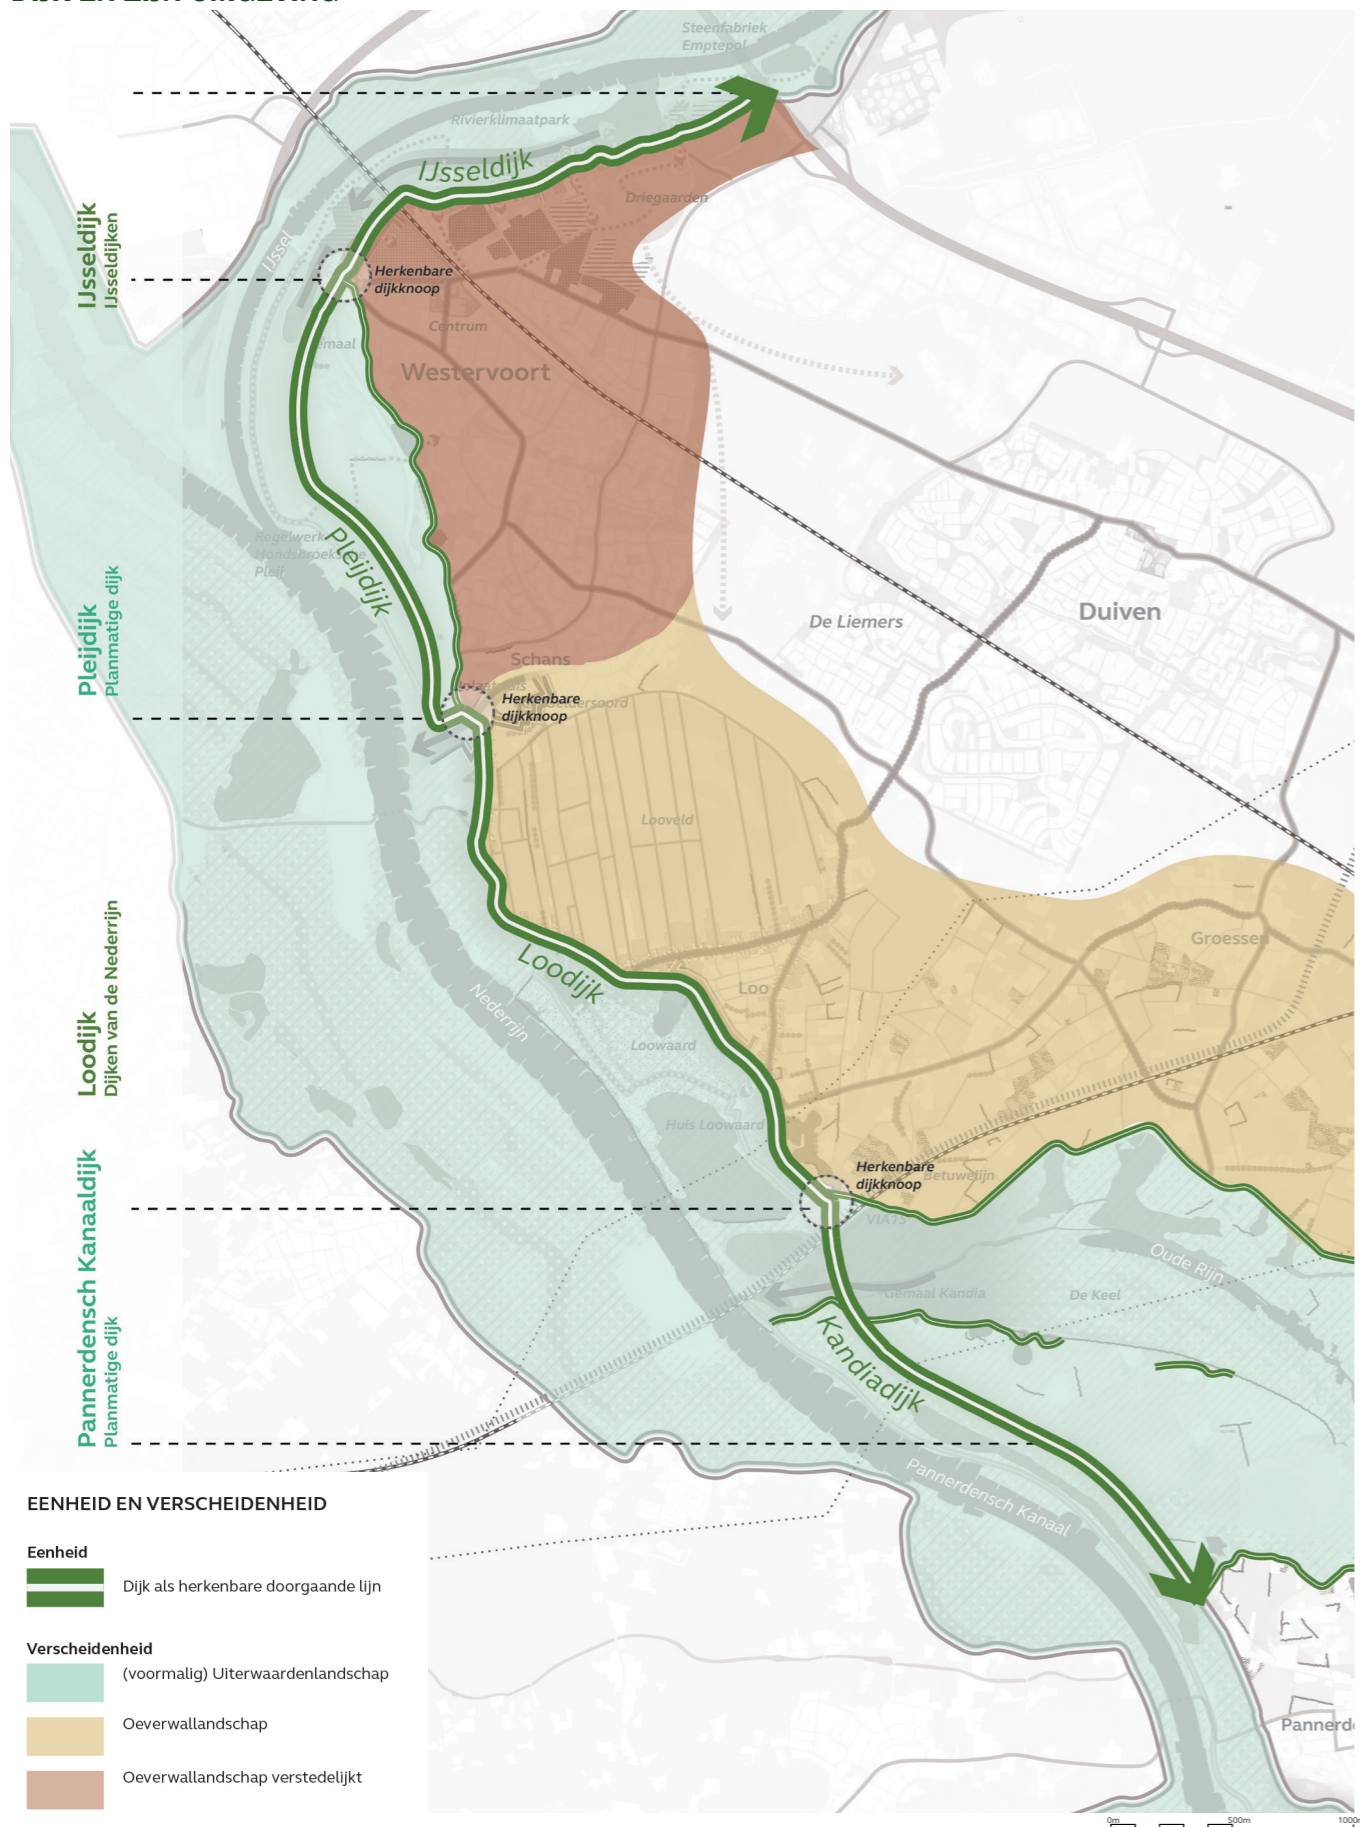 Steenfabriek
Emptepol
Rivierklimaatpark
IJsseldijk
Driegaarden
IJsseldijk
IJsseldijken
IJssel
Herkenbare
dijkknoop
Centrum
Westervoort
Regelwerk
Hondsbroeksche
Pleij
Pleijdijk
Pleijdijk
Planmatige dijk
De Liemers
Duiven
Schans
Herkenbare
dijkknoop
Looveld
Loodijk
Dijken van de Nederrijn
Groessen
Loodijk
Loo
Nederrijn
Loowaard
Huis Loowaard
Herkenbare
dijkknoop
Betuwelijn
VIA15
Pannerdensch Kanaaldijk
Planmatige dijk
Oude Rijn
Gemaal Kandia
De Keel
Kandiadijk
Pannerdensch Kanaal
EENHEID EN VERSCHEIDENHEID
Eenheid
Dijk als herkenbare doorgaande lijn
Verscheidenheid
(voormalig) Uiterwaardenlandschap
Oeverwallandschap
Oeverwallandschap verstedelijkt
0m
500m